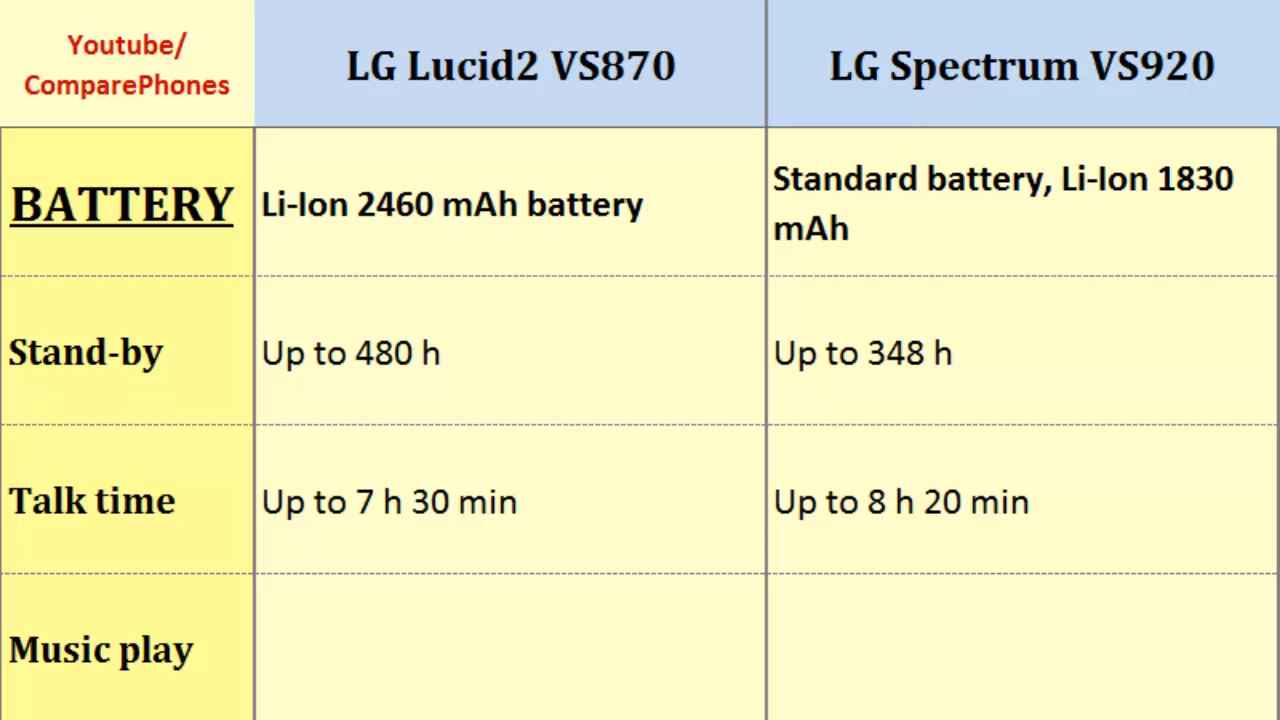 Youtube/
ComparePhones
LG Lucid2 VS870
LG Spectrum VS920
BATTERY
Li-Ion 2460 mAh battery
Standard battery, Li-Ion 1830
mAh
Stand-by
Up to 480 h
Up to 348 h
Talk time
Up to 7 h 30 min
Up to 8 h 20 min
Music play